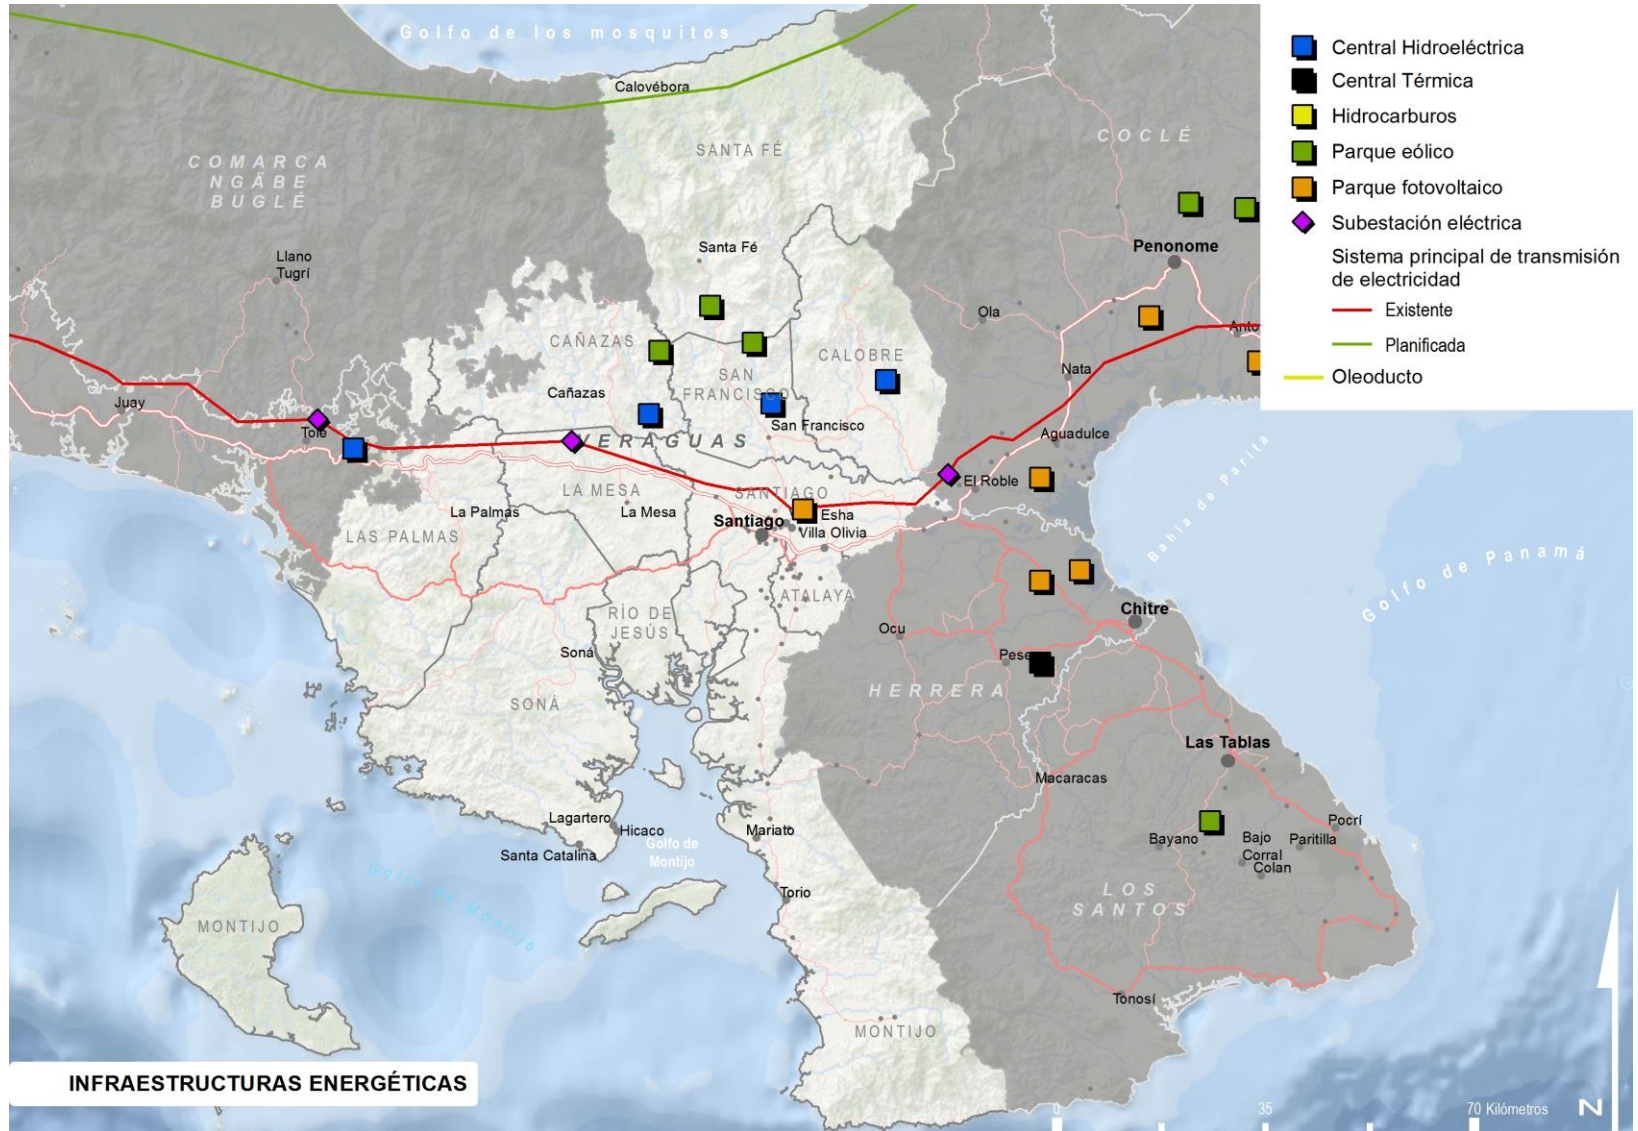 Golfo de los mosquitos
Calovébora
COCLÉ
SANTA FÉ
COMARCA
NGÄBE
BUGLÉ
Central Hidroeléctrica
Central Térmica
Hidrocarburos
Parque eólico
Parque fotovoltaico
Subestación eléctrica
Sistema principal de transmisión
de electricidad
Existente
Planificada
Oleoducto
Santa Fé
Penonome
Llano
Tugrí
Ola
Anto
CAÑAZAS
CALOBRE
SAN
FRANCISCO
Nata
Cañazas
Juay
San Francisco
Tole
VERAGUAS
Aguadulce
El Roble
LA MESA
SANTIAGO
La Palmas
La Mesa
Santiago
Esha
Villa Olivia
LAS PALMAS
Bahía de Parita
Golfo de Panamá
ATALAYA
RÍO DE
JESÚS
Chitre
Ocu
Soná
Pese
HERRERA
SONÁ
Las Tablas
Macaracas
Lagartero
Hicaco
Mariato
Golfo de
Montijo
Santa Catalina
Bayano
Bajo
Corral
Colan
Paritilla
Pocrí
Golfo de Montijo
Torio
LOS
SANTOS
MONTIJO
Tonosí
MONTIJO
INFRAESTRUCTURAS ENERGÉTICAS
0 35 70 Kilómetros
N